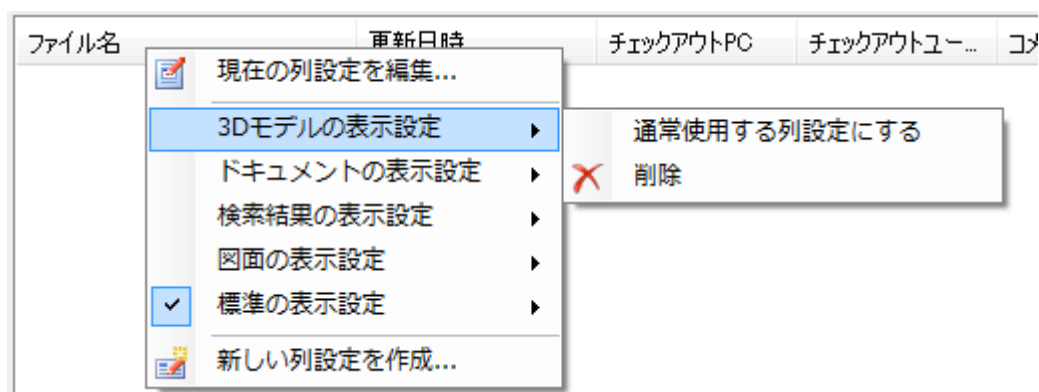 ファイル名 更新日時 チェックアウトPC チェックアウトユー... コメ
現在の列設定を編集...
3Dモデルの表示設定 通常使用する列設定にする
ドキュメントの表示設定 削除
検索結果の表示設定
図面の表示設定
標準の表示設定
新しい列設定を作成...